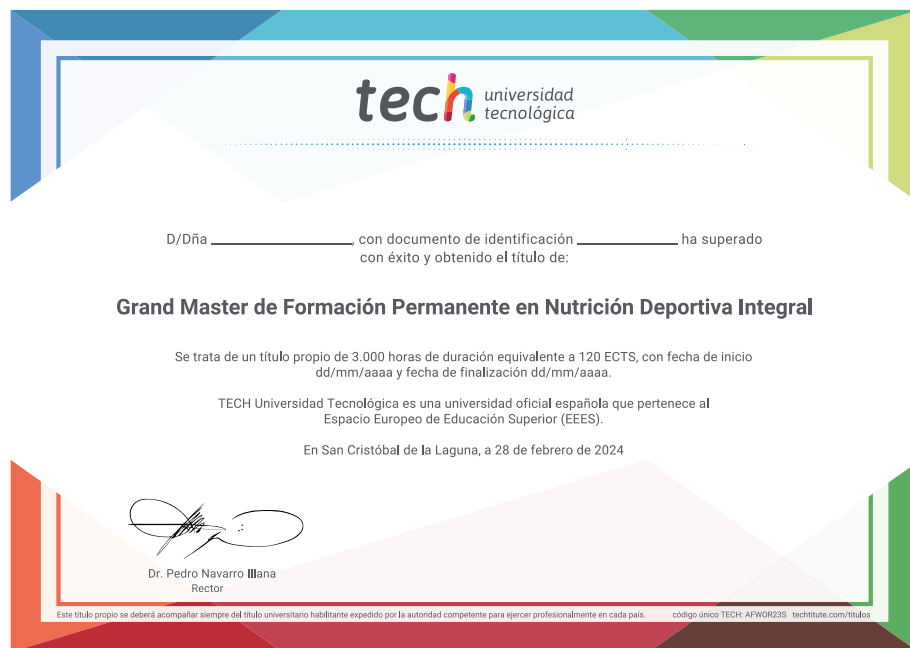 tech universidad
tecnológica
D/Dña , con documento de identificación ha superado
con éxito y obtenido el título de:
Grand Master de Formación Permanente en Nutrición Deportiva Integral
Se trata de un título propio de 3.000 horas de duración equivalente a 120 ECTS, con fecha de inicio
dd/mm/aaaa y fecha de finalización dd/mm/aaaa.
TECH Universidad Tecnológica es una universidad oficial española que pertenece al
Espacio Europeo de Educación Superior (EEES).
En San Cristóbal de la Laguna, a 28 de febrero de 2024
Dr. Pedro Navarro Illana
Rector
Este título propio se deberá acompañar siempre del título universitario habilitante expedido por la autoridad competente para ejercer profesionalmente en cada país. código único TECH: AFWOR23S techtitute.com/titulos